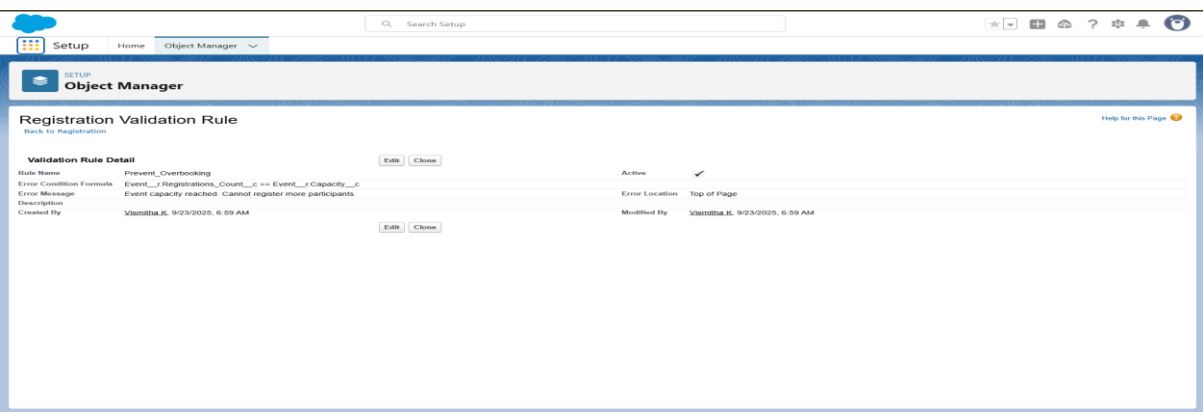 Search Setup
Setup Home Object Manager
SETUP
Object Manager
Registration Validation Rule
Help for this Page
Back to Registration
Validation Rule Detail
Edit Clone
Rule Name Prevent_Overbooking Active
Error Condition Formula Event__r.Registrations_Count__c >= Event__r.Capacity__c
Error Message Event capacity reached. Cannot register more participants. Error Location Top of Page
Description
Created By Vismitha K, 9/23/2025, 6:59 AM Modified By Vismitha K, 9/23/2025, 6:59 AM
Edit Clone